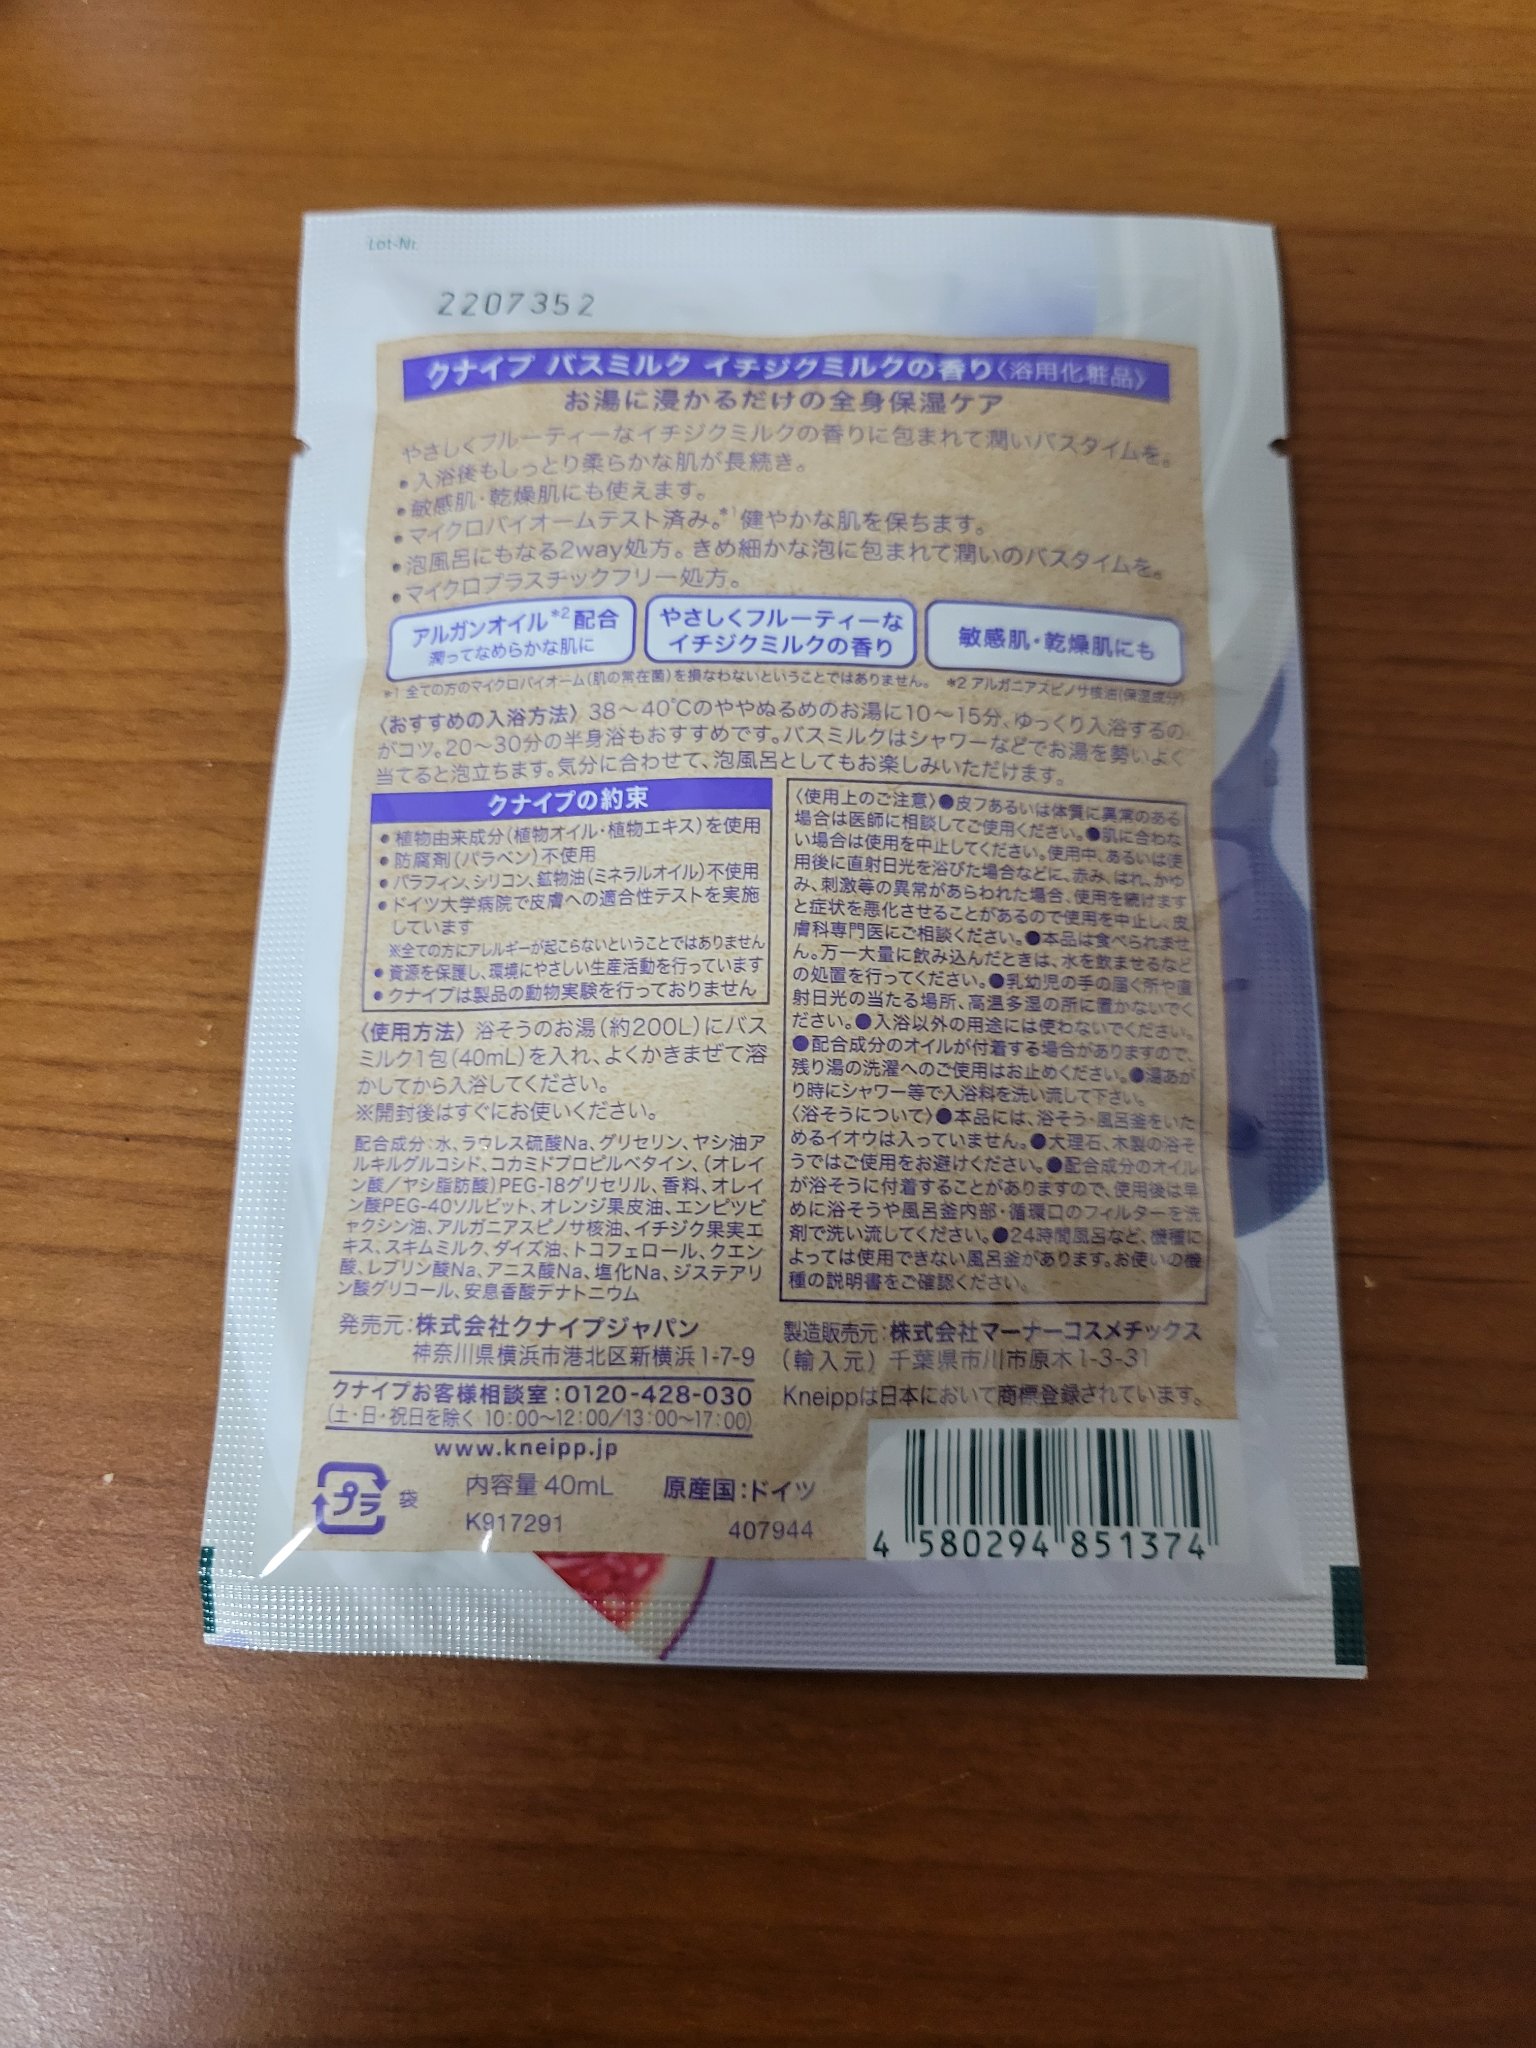 Lot-Nr.
2207352
クナイプ バスミルク イチジクミルクの香り〈浴用化粧品〉
お湯に浸かるだけの全身保湿ケア
やさしくフルーティーなイチジクミルクの香りに包まれて潤いバスタイムを。
●入浴後もしっとり柔らかな肌が長続き。
●敏感肌・乾燥肌にも使えます。
●マイクロバイオームテスト済み。*1 健やかな肌を保ちます。
●泡風呂にもなる2way処方。きめ細かな泡に包まれて潤いのバスタイムを。
●マイクロプラスチックフリー処方。
アルガンオイル*2配合
潤ってなめらかな肌に
やさしくフルーティーな
イチジクミルクの香り
敏感肌・乾燥肌にも
*1 全ての方のマイクロバイオーム(肌の常在菌)を損なわないということではありません。 *2 アルガニアスピノサ核油(保湿成分)
〈おすすめの入浴方法〉38〜40℃のややぬるめのお湯に10〜15分、ゆっくり入浴するの
がコツ。20〜30分の半身浴もおすすめです。バスミルクはシャワーなどでお湯を勢いよく
当てると泡立ちます。気分に合わせて、泡風呂としてもお楽しみいただけます。
クナイプの約束
●植物由来成分(植物オイル・植物エキス)を使用
●防腐剤(パラベン)不使用
●パラフィン、シリコン、鉱物油(ミネラルオイル)不使用
●ドイツ大学病院で皮膚への適合性テストを実施
しています
※全ての方にアレルギーが起こらないということではありません
●資源を保護し、環境にやさしい生産活動を行っています
●クナイプは製品の動物実験を行っておりません
〈使用方法〉浴そうのお湯(約200L)にバス
ミルク1包(40mL)を入れ、よくかきまぜて溶
かしてから入浴してください。
※開封後はすぐにお使いください。
配合成分:水、ラウレス硫酸Na、グリセリン、ヤシ油ア
ルキルグルコシド、コカミドプロピルベタイン、(オレイ
ン酸/ヤシ脂肪酸)PEG-18グリセリル、香料、オレイ
ン酸PEG-40ソルビット、オレンジ果皮油、エンピツビ
ャクシン油、アルガニアスピノサ核油、イチジク果実エ
キス、スキムミルク、ダイズ油、トコフェロール、クエン
酸、レブリン酸Na、アニス酸Na、塩化Na、ジステアリ
ン酸グリコール、安息香酸デナトニウム
〈使用上のご注意〉●皮フあるいは体質に異常のある
場合は医師に相談してご使用ください。●肌に合わな
い場合は使用を中止してください。使用中、あるいは使
用後に直射日光を浴びた場合などに、赤み、はれ、かゆ
み、刺激等の異常があらわれた場合、使用を続けます
と症状を悪化させることがあるので使用を中止し、皮
膚科専門医にご相談ください。●本品は食べられませ
ん。万一大量に飲み込んだときは、水を飲ませるなど
の処置を行ってください。●乳幼児の手の届く所や直
射日光の当たる場所、高温多湿の所に置かないでく
ださい。●入浴以外の用途には使わないでください。
●配合成分のオイルが付着する場合がありますので、
残り湯の洗濯へのご使用はお止めください。●湯あが
り時にシャワー等で入浴料を洗い流して下さい。
〈浴そうについて〉●本品には、浴そう・風呂釜をいた
めるイオウは入っていません。●大理石、木製の浴そ
うではご使用をお避けください。●配合成分のオイル
が浴そうに付着することがありますので、使用後は早
めに浴そうや風呂釜内部・循環口のフィルターを洗
剤で洗い流してください。●24時間風呂など、機種に
よっては使用できない風呂釜があります。お使いの機
種の説明書をご確認ください。
発売元:株式会社クナイプジャパン
神奈川県横浜市港北区新横浜1-7-9
クナイプお客様相談室:0120-428-030
(土・日・祝日を除く 10:00〜12:00/13:00〜17:00)
www.kneipp.jp
製造販売元:株式会社マーナーコスメチックス
(輸入元) 千葉県市川市原木1-3-31
Kneippは日本において商標登録されています。
プラ 袋
内容量 40mL 原産国:ドイツ
K917291 407944
4 580294 851374